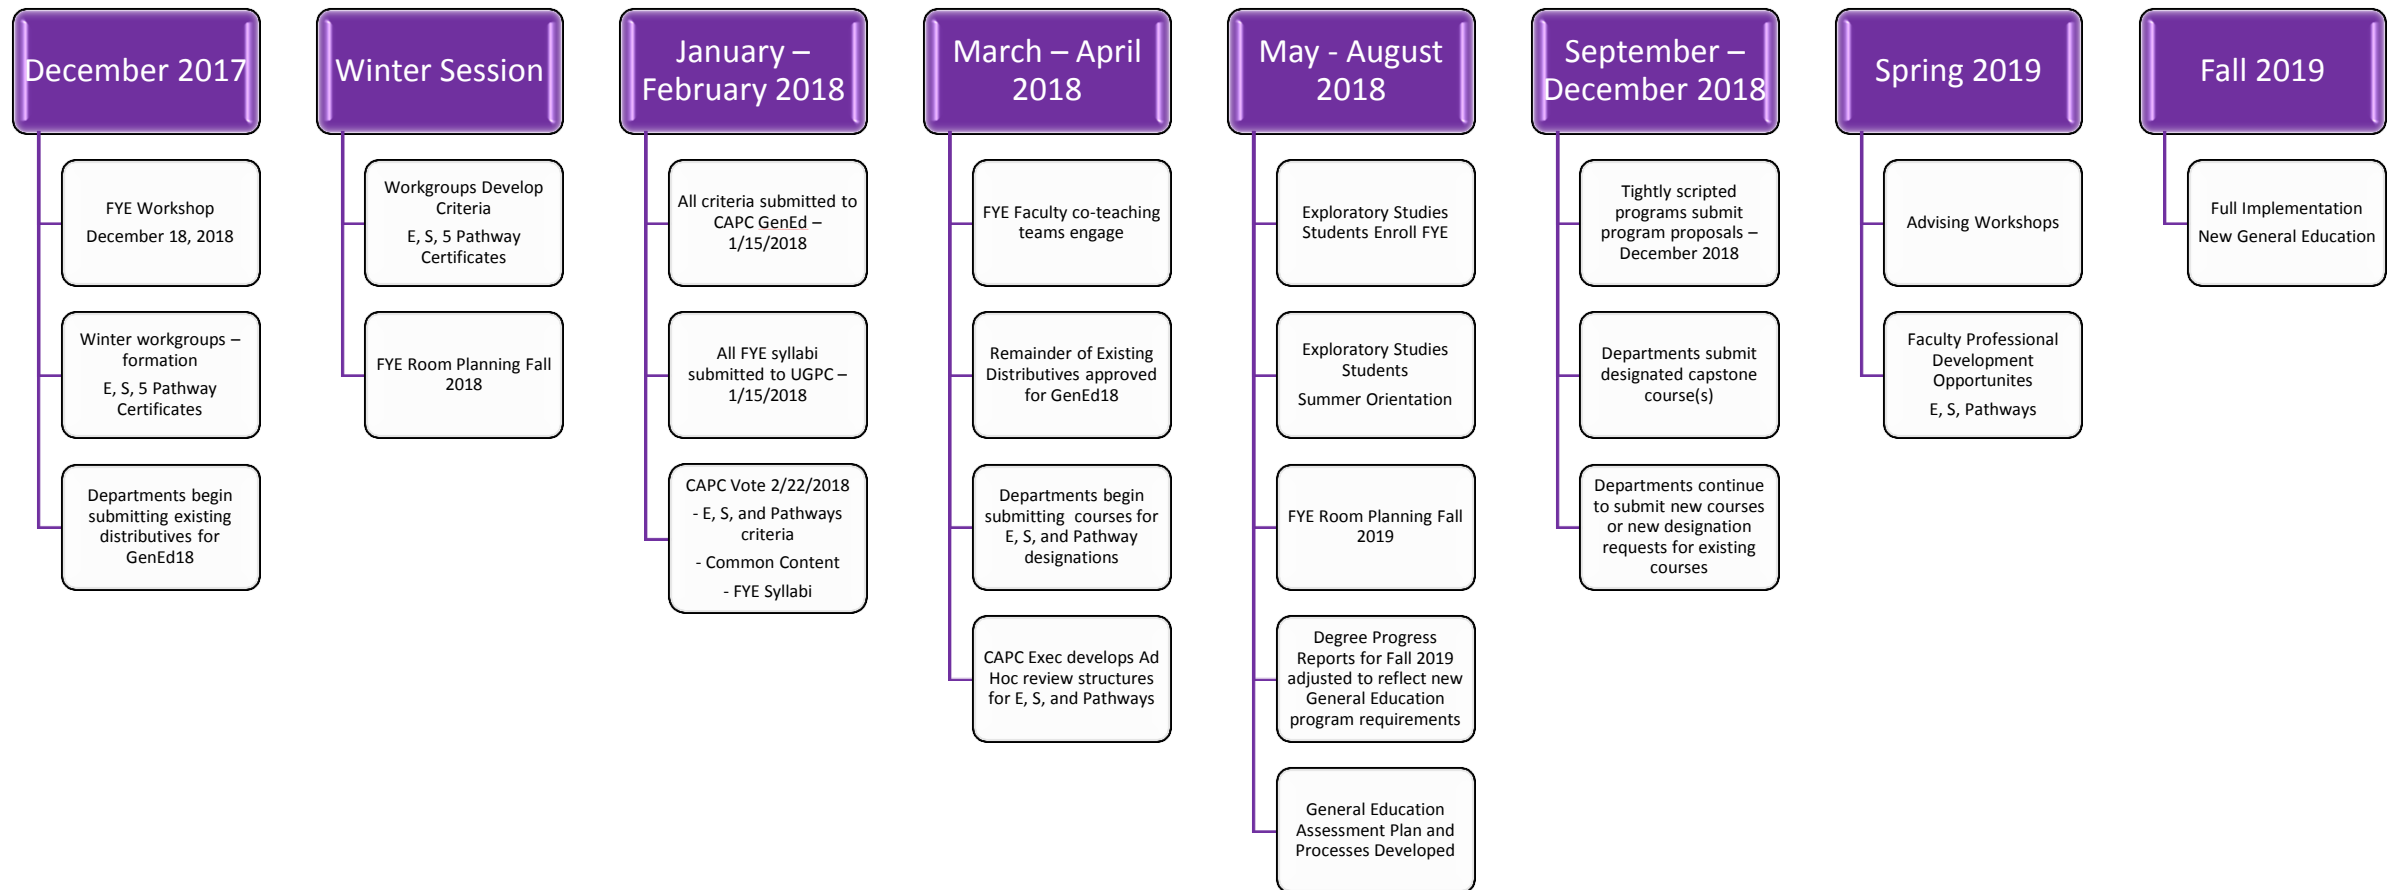 December 2017
FYE Workshop
December 18, 2018
Winter workgroups –
formation
E, S, 5 Pathway
Certificates
Departments begin
submitting existing
distributives for
GenEd18
Winter Session
Workgroups Develop
Criteria
E, S, 5 Pathway
Certificates
FYE Room Planning Fall
2018
January –
February 2018
All criteria submitted to
CAPC GenEd –
1/15/2018
All FYE syllabi
submitted to UGPC –
1/15/2018
CAPC Vote 2/22/2018
- E, S, and Pathways
criteria
- Common Content
- FYE Syllabi
March – April
2018
FYE Faculty co-teaching
teams engage
Remainder of Existing
Distributives approved
for GenEd18
Departments begin
submitting courses for
E, S, and Pathway
designations
CAPC Exec develops Ad
Hoc review structures
for E, S, and Pathways
May - August
2018
Exploratory Studies
Students Enroll FYE
Exploratory Studies
Students
Summer Orientation
FYE Room Planning Fall
2019
Degree Progress
Reports for Fall 2019
adjusted to reflect new
General Education
program requirements
General Education
Assessment Plan and
Processes Developed
September –
December 2018
Tightly scripted
programs submit
program proposals –
December 2018
Departments submit
designated capstone
course(s)
Departments continue
to submit new courses
or new designation
requests for existing
courses
Spring 2019
Advising Workshops
Faculty Professional
Development
Opportunites
E, S, Pathways
Fall 2019
Full Implementation
New General Education